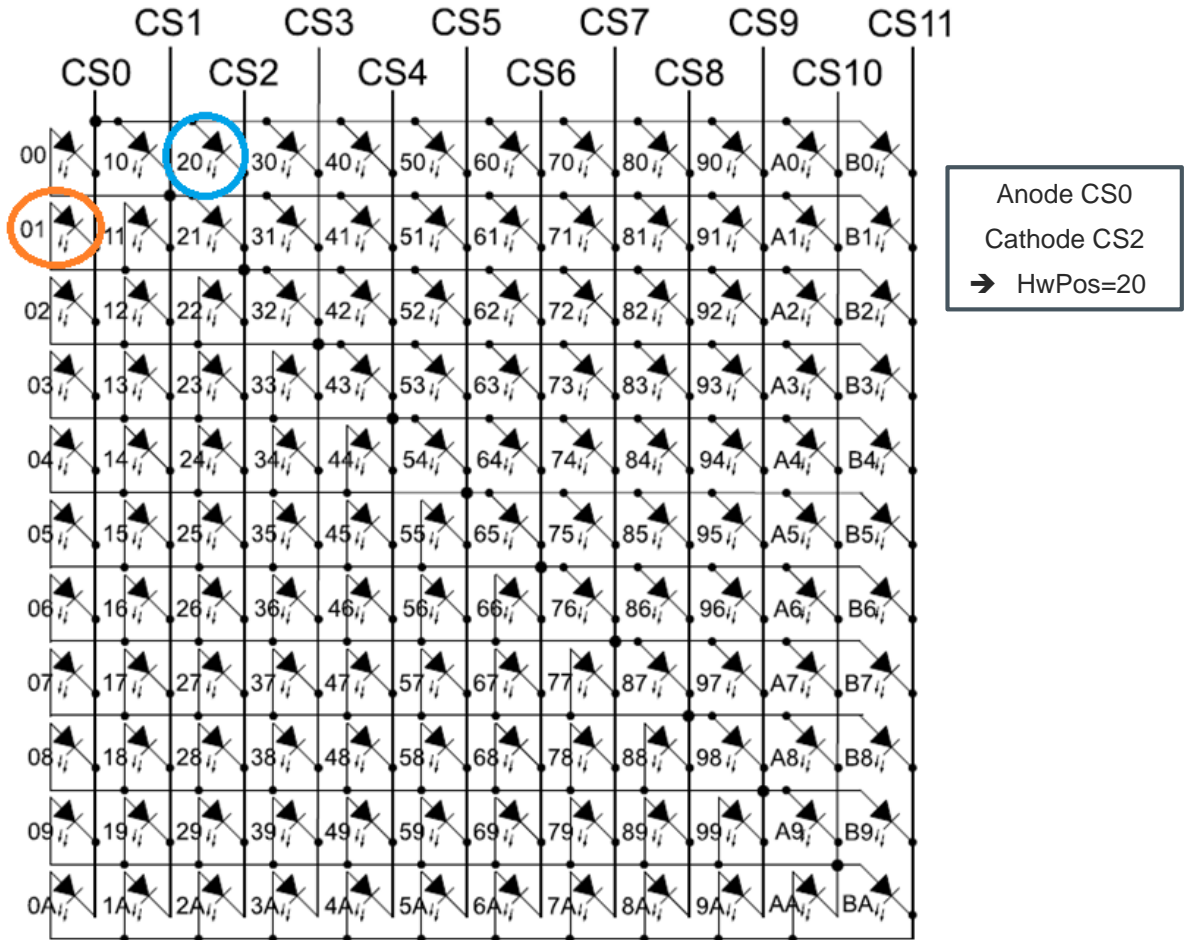 CS1 CS3 CS5 CS7 CS9 CS11
CS0 CS2 CS4 CS6 CS8 CS10
00 10 20 30 40 50 60 70 80 90 A0 B0
01 11 21 31 41 51 61 71 81 91 A1 B1
02 12 22 32 42 52 62 72 82 92 A2 B2
03 13 23 33 43 53 63 73 83 93 A3 B3
04 14 24 34 44 54 64 74 84 94 A4 B4
05 15 25 35 45 55 65 75 85 95 A5 B5
06 16 26 36 46 56 66 76 86 96 A6 B6
07 17 27 37 47 57 67 77 87 97 A7 B7
08 18 28 38 48 58 68 78 88 98 A8 B8
09 19 29 39 49 59 69 79 89 99 A9 B9
0A 1A 2A 3A 4A 5A 6A 7A 8A 9A AA BA
Anode CS0
Cathode CS2
➔ HwPos=20